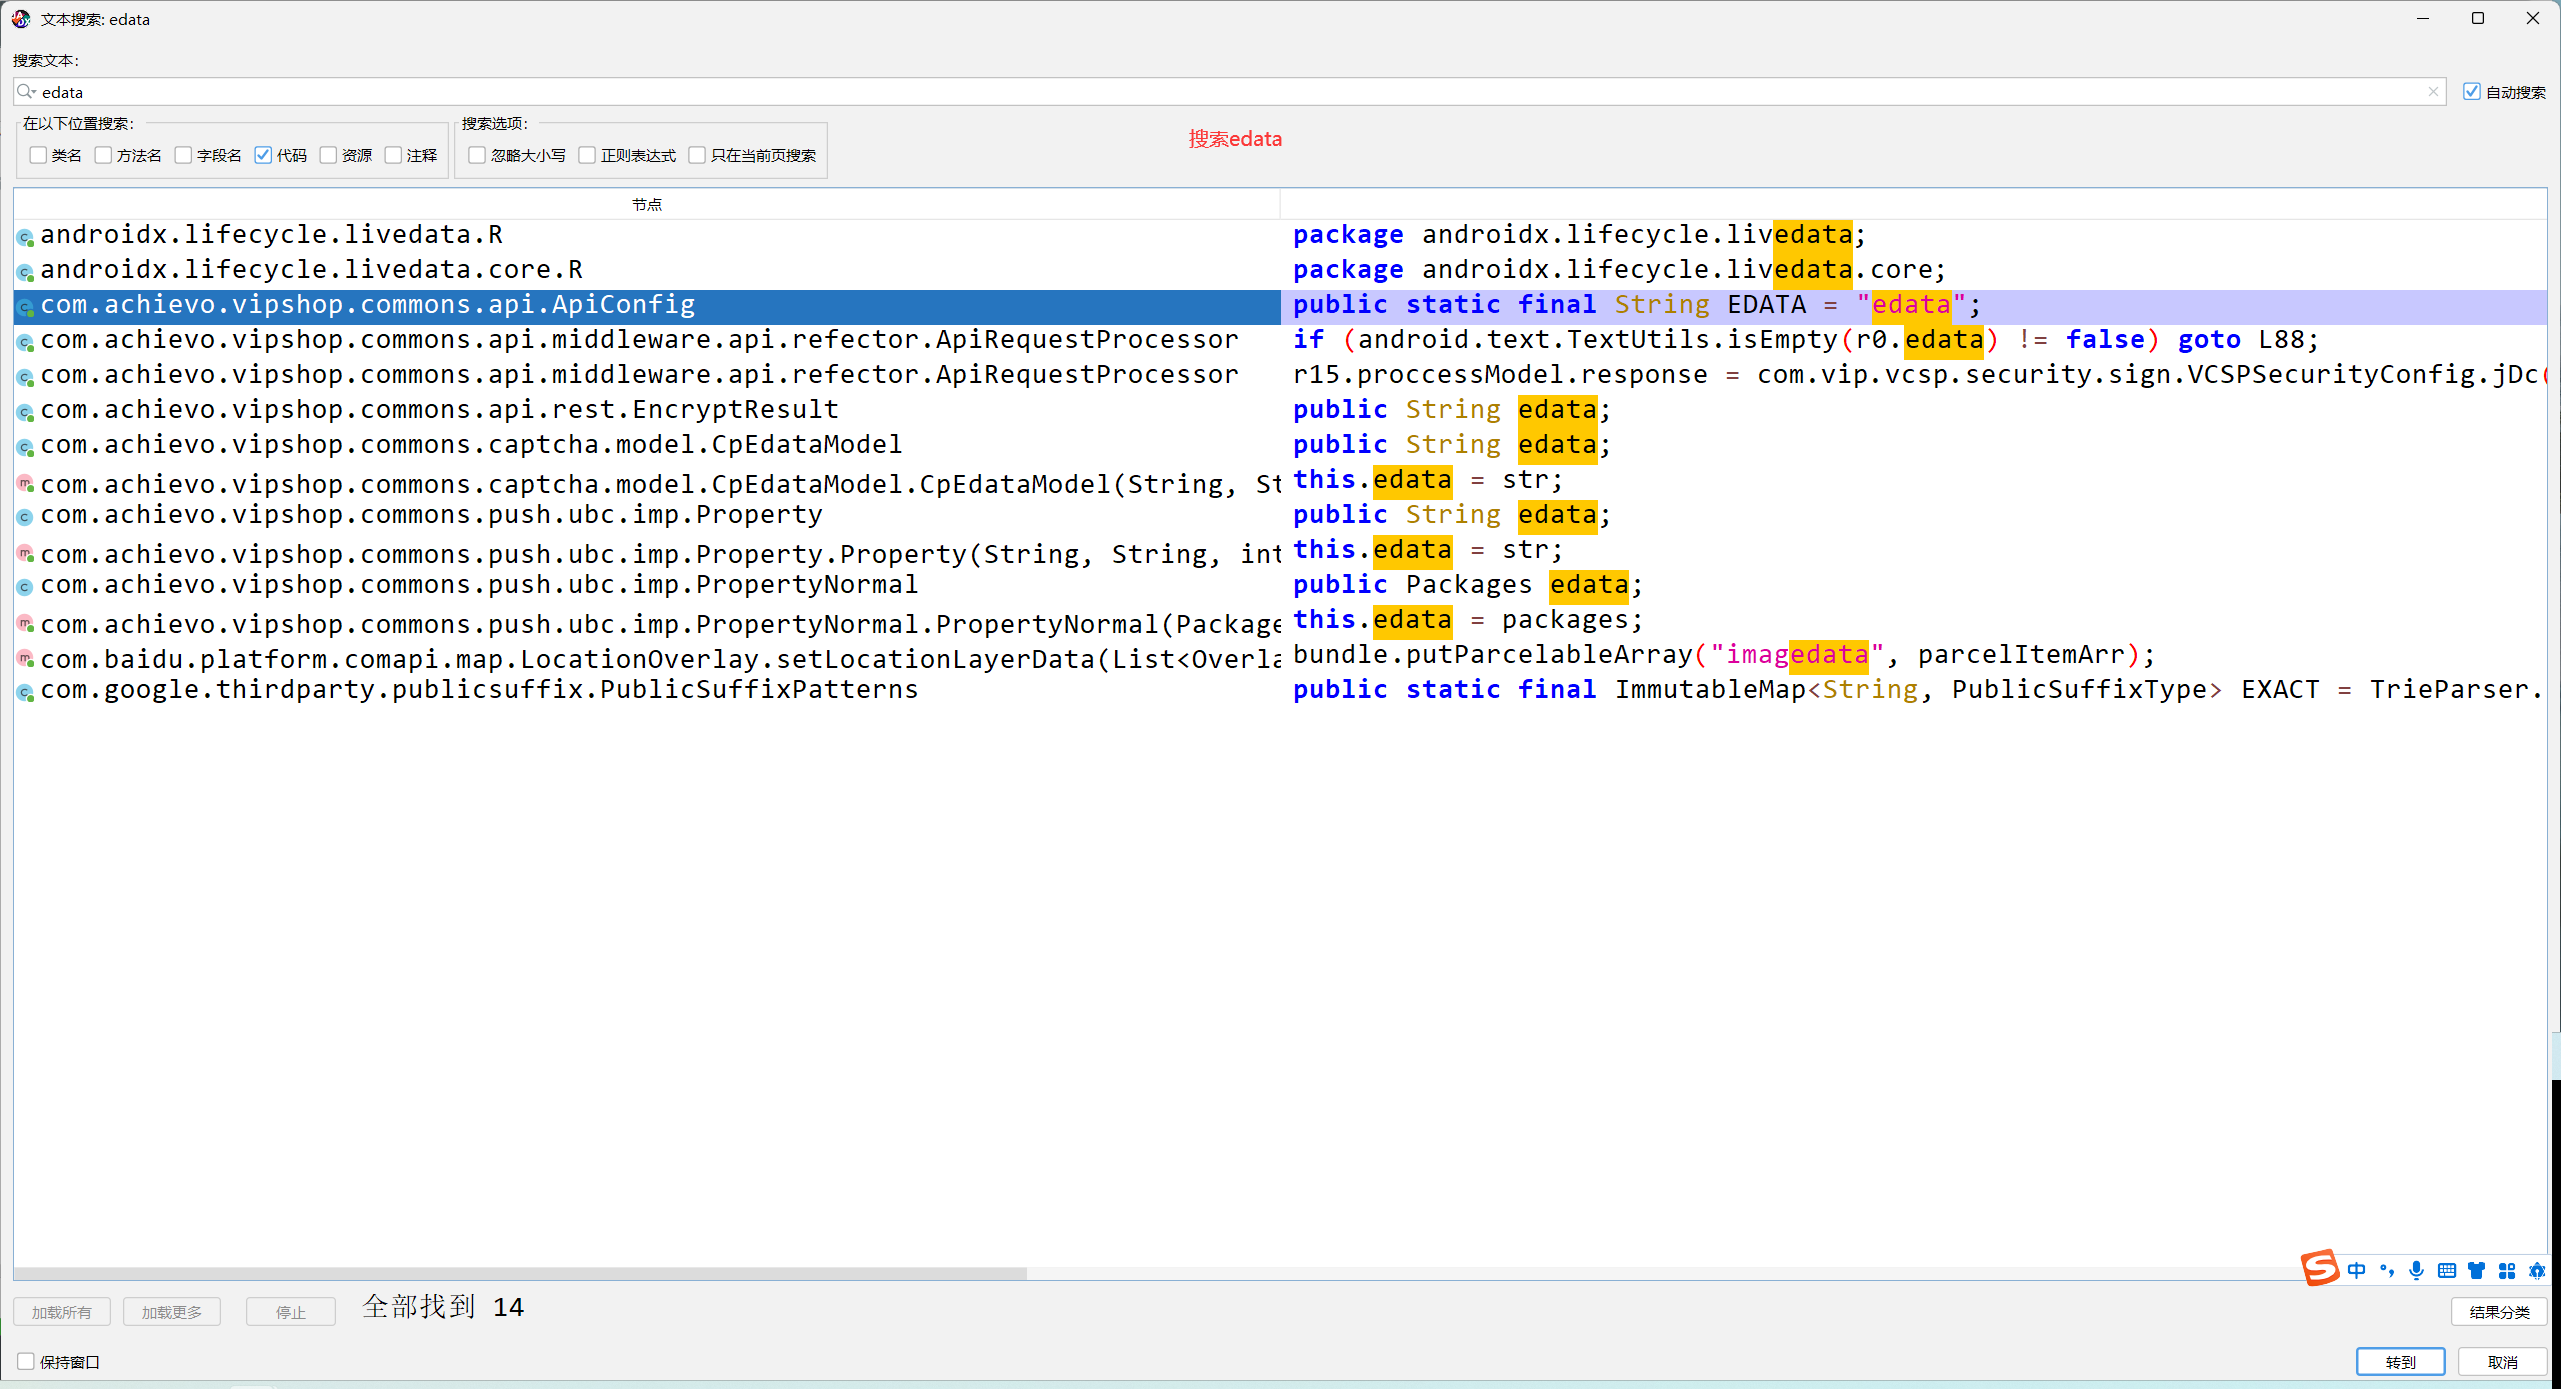 文本搜索: edata
搜索文本:
edata
自动搜索
在以下位置搜索:
类名 方法名 字段名 代码 资源 注释
搜索选项:
忽略大小写 正则表达式 只在当前页搜索
搜索edata
节点
androidx.lifecycle.livedata.R package androidx.lifecycle.livedata;
androidx.lifecycle.livedata.core.R package androidx.lifecycle.livedata.core;
com.achievo.vipshop.commons.api.ApiConfig public static final String EDATA = "edata";
com.achievo.vipshop.commons.api.middleware.api.refector.ApiRequestProcessor if (android.text.TextUtils.isEmpty(r0.edata) != false) goto L88;
com.achievo.vipshop.commons.api.middleware.api.refector.ApiRequestProcessor r15.proccessModel.response = com.vip.vcsp.security.sign.VCSPSecurityConfig.jDc(
com.achievo.vipshop.commons.api.rest.EncryptResult public String edata;
com.achievo.vipshop.commons.captcha.model.CpEdataModel public String edata;
com.achievo.vipshop.commons.captcha.model.CpEdataModel.CpEdataModel(String, St this.edata = str;
com.achievo.vipshop.commons.push.ubc.imp.Property public String edata;
com.achievo.vipshop.commons.push.ubc.imp.Property.Property(String, String, int this.edata = str;
com.achievo.vipshop.commons.push.ubc.imp.PropertyNormal public Packages edata;
com.achievo.vipshop.commons.push.ubc.imp.PropertyNormal.PropertyNormal(Package this.edata = packages;
com.baidu.platform.comapi.map.LocationOverlay.setLocationLayerData(List<Overla bundle.putParcelableArray("imagedata", parcelItemArr);
com.google.thirdparty.publicsuffix.PublicSuffixPatterns public static final ImmutableMap<String, PublicSuffixType> EXACT = TrieParser.
中
加载所有 加载更多 停止 全部找到 14 结果分类
保持窗口 转到 取消